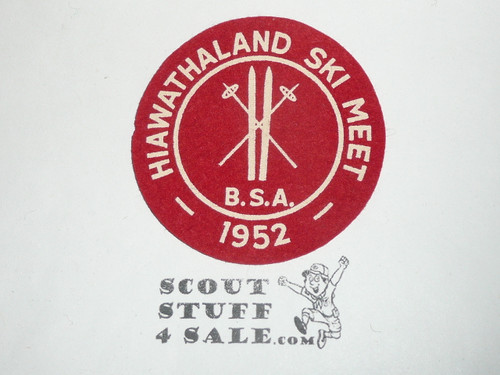 HIAWATHALAND SKI MEET
B.S.A.
1952
SCOUT
STUFF
4 SALE.COM